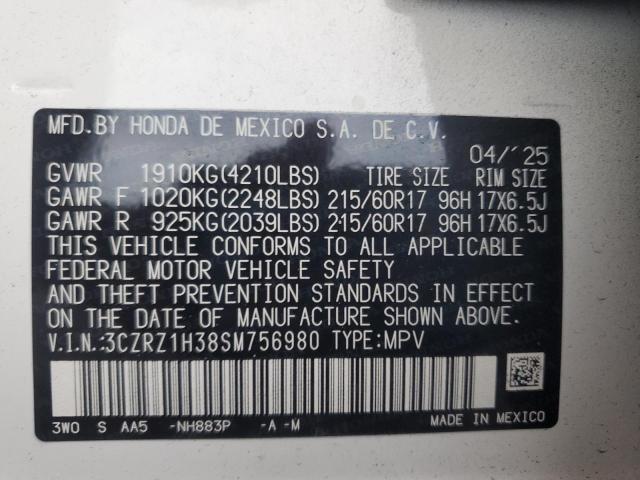 MFD.BY HONDA DE MEXICO S.A. DE C.V.
04/'25
GVWR 1910KG(4210LBS) TIRE SIZE RIM SIZE
GAWR F 1020KG(2248LBS) 215/60R17 96H 17X6.5J
GAWR R 925KG(2039LBS) 215/60R17 96H 17X6.5J
THIS VEHICLE CONFORMS TO ALL APPLICABLE
FEDERAL MOTOR VEHICLE SAFETY
AND THEFT PREVENTION STANDARDS IN EFFECT
ON THE DATE OF MANUFACTURE SHOWN ABOVE.
V.I.N.:3CZRZ1H38SM756980 TYPE:MPV
3W0 S AA5 -NH883P -A -M
MADE IN MEXICO